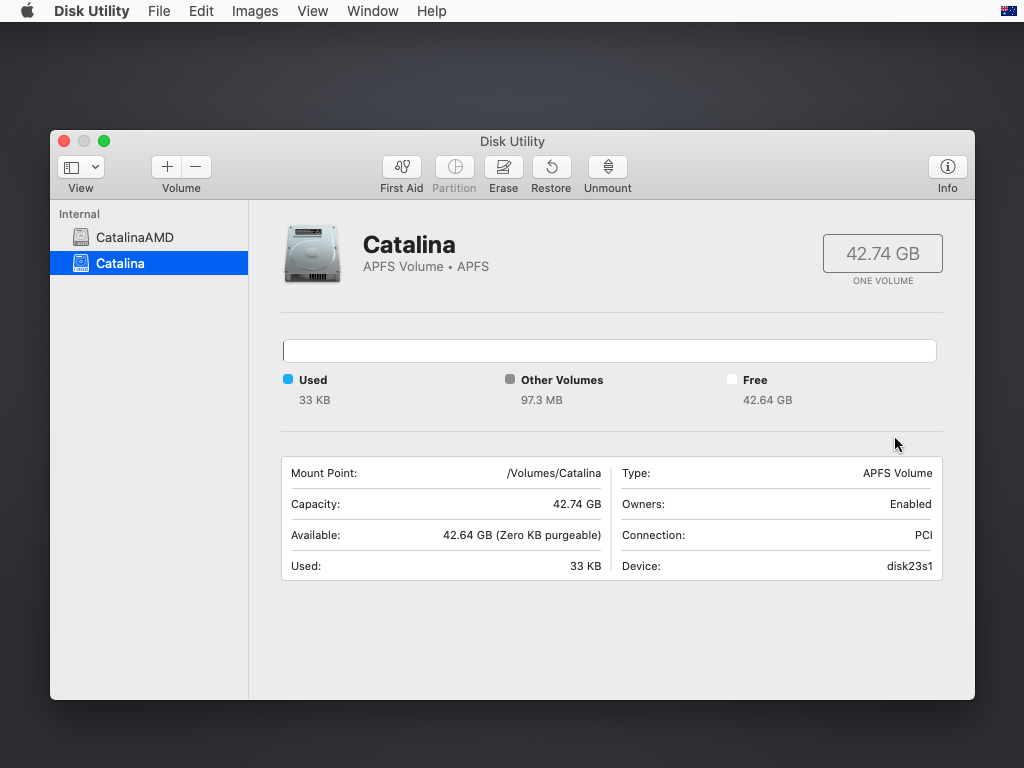 Disk Utility File Edit Images View Window Help
Disk Utility
View Volume First Aid Partition Erase Restore Unmount Info
Internal
CatalinaAMD
Catalina
Catalina
APFS Volume • APFS
42.74 GB
ONE VOLUME
Used Other Volumes Free
33 KB 97.3 MB 42.64 GB
Mount Point: /Volumes/Catalina Type: APFS Volume
Capacity: 42.74 GB Owners: Enabled
Available: 42.64 GB (Zero KB purgeable) Connection: PCI
Used: 33 KB Device: disk23s1